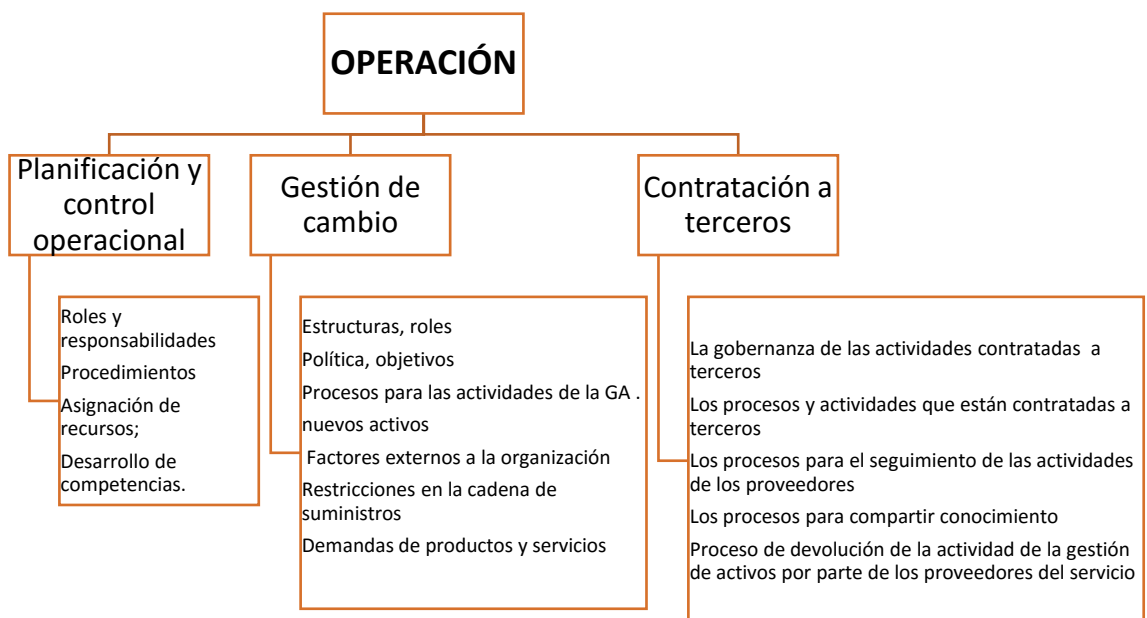 OPERACIÓN
Planificación y
control
operacional
Gestión de
cambio
Contratación a
terceros
Roles y
responsabilidades
Procedimientos
Asignación de
recursos;
Desarrollo de
competencias.
Estructuras, roles
Política, objetivos
Procesos para las actividades de la GA .
nuevos activos
Factores externos a la organización
Restricciones en la cadena de
suministros
Demandas de productos y servicios
La gobernanza de las actividades contratadas a
terceros
Los procesos y actividades que están contratadas a
terceros
Los procesos para el seguimiento de las actividades
de los proveedores
Los procesos para compartir conocimiento
Proceso de devolución de la actividad de la gestión
de activos por parte de los proveedores del servicio